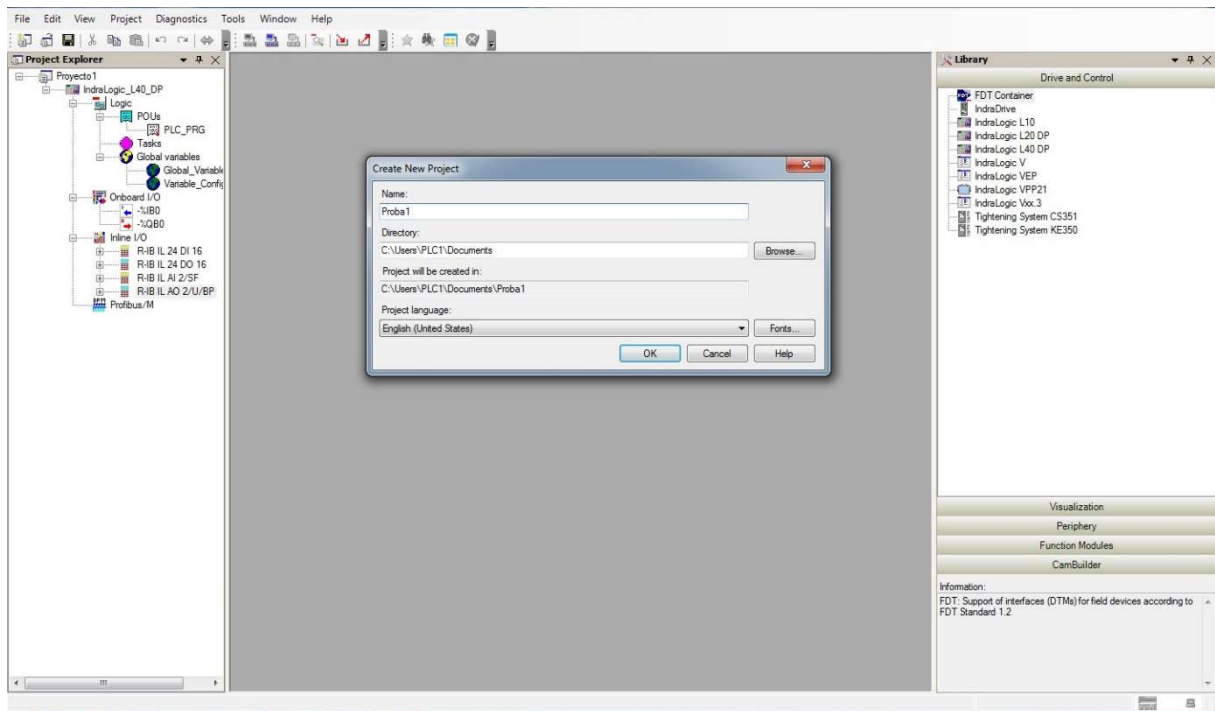 File Edit View Project Diagnostics Tools Window Help
Project Explorer
Proyecto1
IndraLogic_L40_DP
Logic
POUs
PLC_PRG
Tasks
Global variables
Global_Variable
Variable_Config
Onboard I/O
-%IB0
-%QB0
Inline I/O
R-IB IL 24 DI 16
R-IB IL 24 DO 16
R-IB IL AI 2/SF
R-IB IL AO 2/U/BP
Profibus/M
Create New Project
Name:
Proba1
Directory:
C:\Users\PLC1\Documents
Browse...
Project will be created in:
C:\Users\PLC1\Documents\Proba1
Project language:
English (United States)
Fonts...
OK Cancel Help
Library
Drive and Control
FDT Container
IndraDrive
IndraLogic L10
IndraLogic L20 DP
IndraLogic L40 DP
IndraLogic V
IndraLogic VEP
IndraLogic VPP21
IndraLogic Vxx.3
Tightening System CS351
Tightening System KE350
Visualization
Periphery
Function Modules
CamBuilder
Information:
FDT: Support of interfaces (DTMs) for field devices according to
FDT Standard 1.2